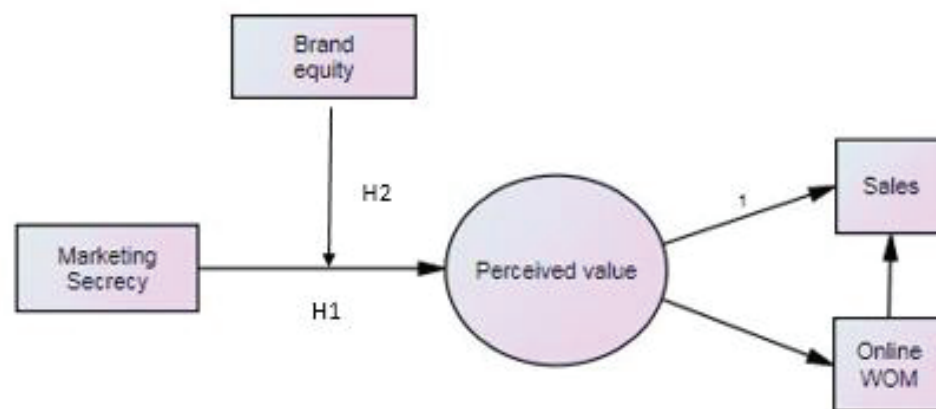 Brand
equity
H2
Marketing
Secrecy
H1
Perceived value
1
Sales
Online
WOM